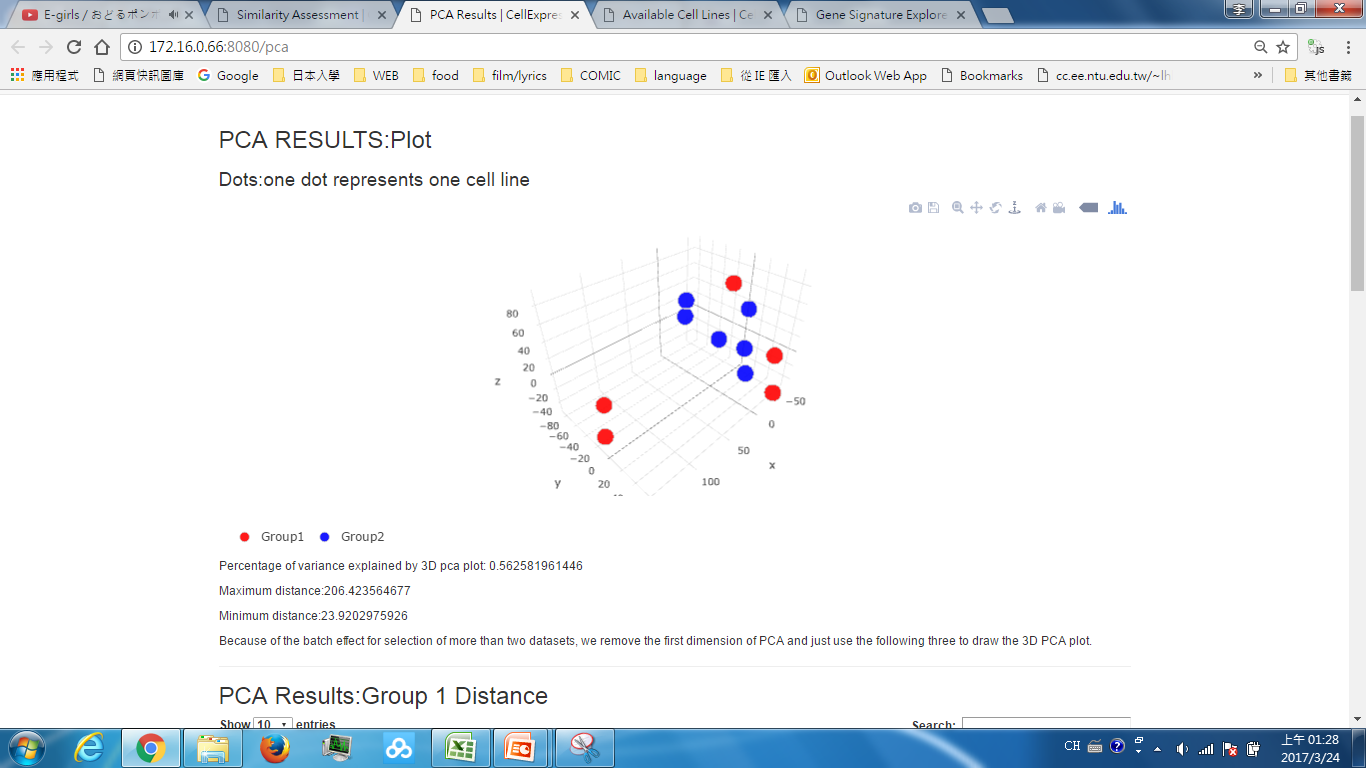 E-girls / おどるポンポ
Similarity Assessment |
PCA Results | CellExpres
Available Cell Lines | Ce
Gene Signature Explore
李
172.16.0.66:8080/pca
js
應用程式 網頁快訊圖庫 Google 日本入學 WEB food film/lyrics COMIC language 從 IE 匯入 Outlook Web App Bookmarks cc.ee.ntu.edu.tw/~lh » 其他書籤
PCA RESULTS:Plot
Dots:one dot represents one cell line
80
60
40
20
0
−20
−40
z
−80
−60
−40
−20
0
20
y
−50
0
50
100
x
Group1 Group2
Percentage of variance explained by 3D pca plot: 0.562581961446
Maximum distance:206.423564677
Minimum distance:23.9202975926
Because of the batch effect for selection of more than two datasets, we remove the first dimension of PCA and just use the following three to draw the 3D PCA plot.
PCA Results:Group 1 Distance
Show 10 entries
Search:
CH
上午 01:28
2017/3/24